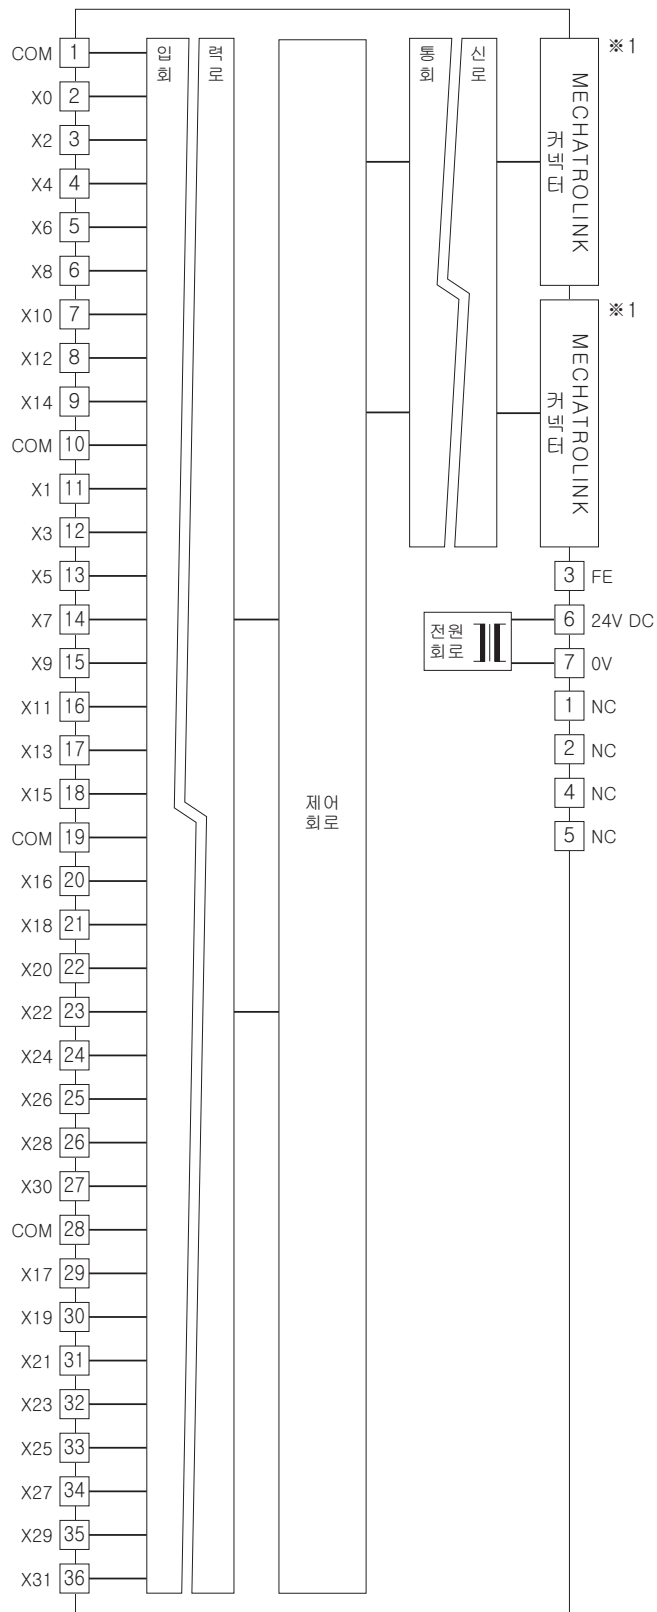 COM 1
X0 2
X2 3
X4 4
X6 5
X8 6
X10 7
X12 8
X14 9
COM 10
X1 11
X3 12
X5 13
X7 14
X9 15
X11 16
X13 17
X15 18
COM 19
X16 20
X18 21
X20 22
X22 23
X24 24
X26 25
X28 26
X30 27
COM 28
X17 29
X19 30
X21 31
X23 32
X25 33
X27 34
X29 35
X31 36
입 력
회 로
제어
회로
통 신
회 로
MECHATROLINK
커넥터
※1
MECHATROLINK
커넥터
※1
전원
회로
3 FE
6 24V DC
7 0V
1 NC
2 NC
4 NC
5 NC